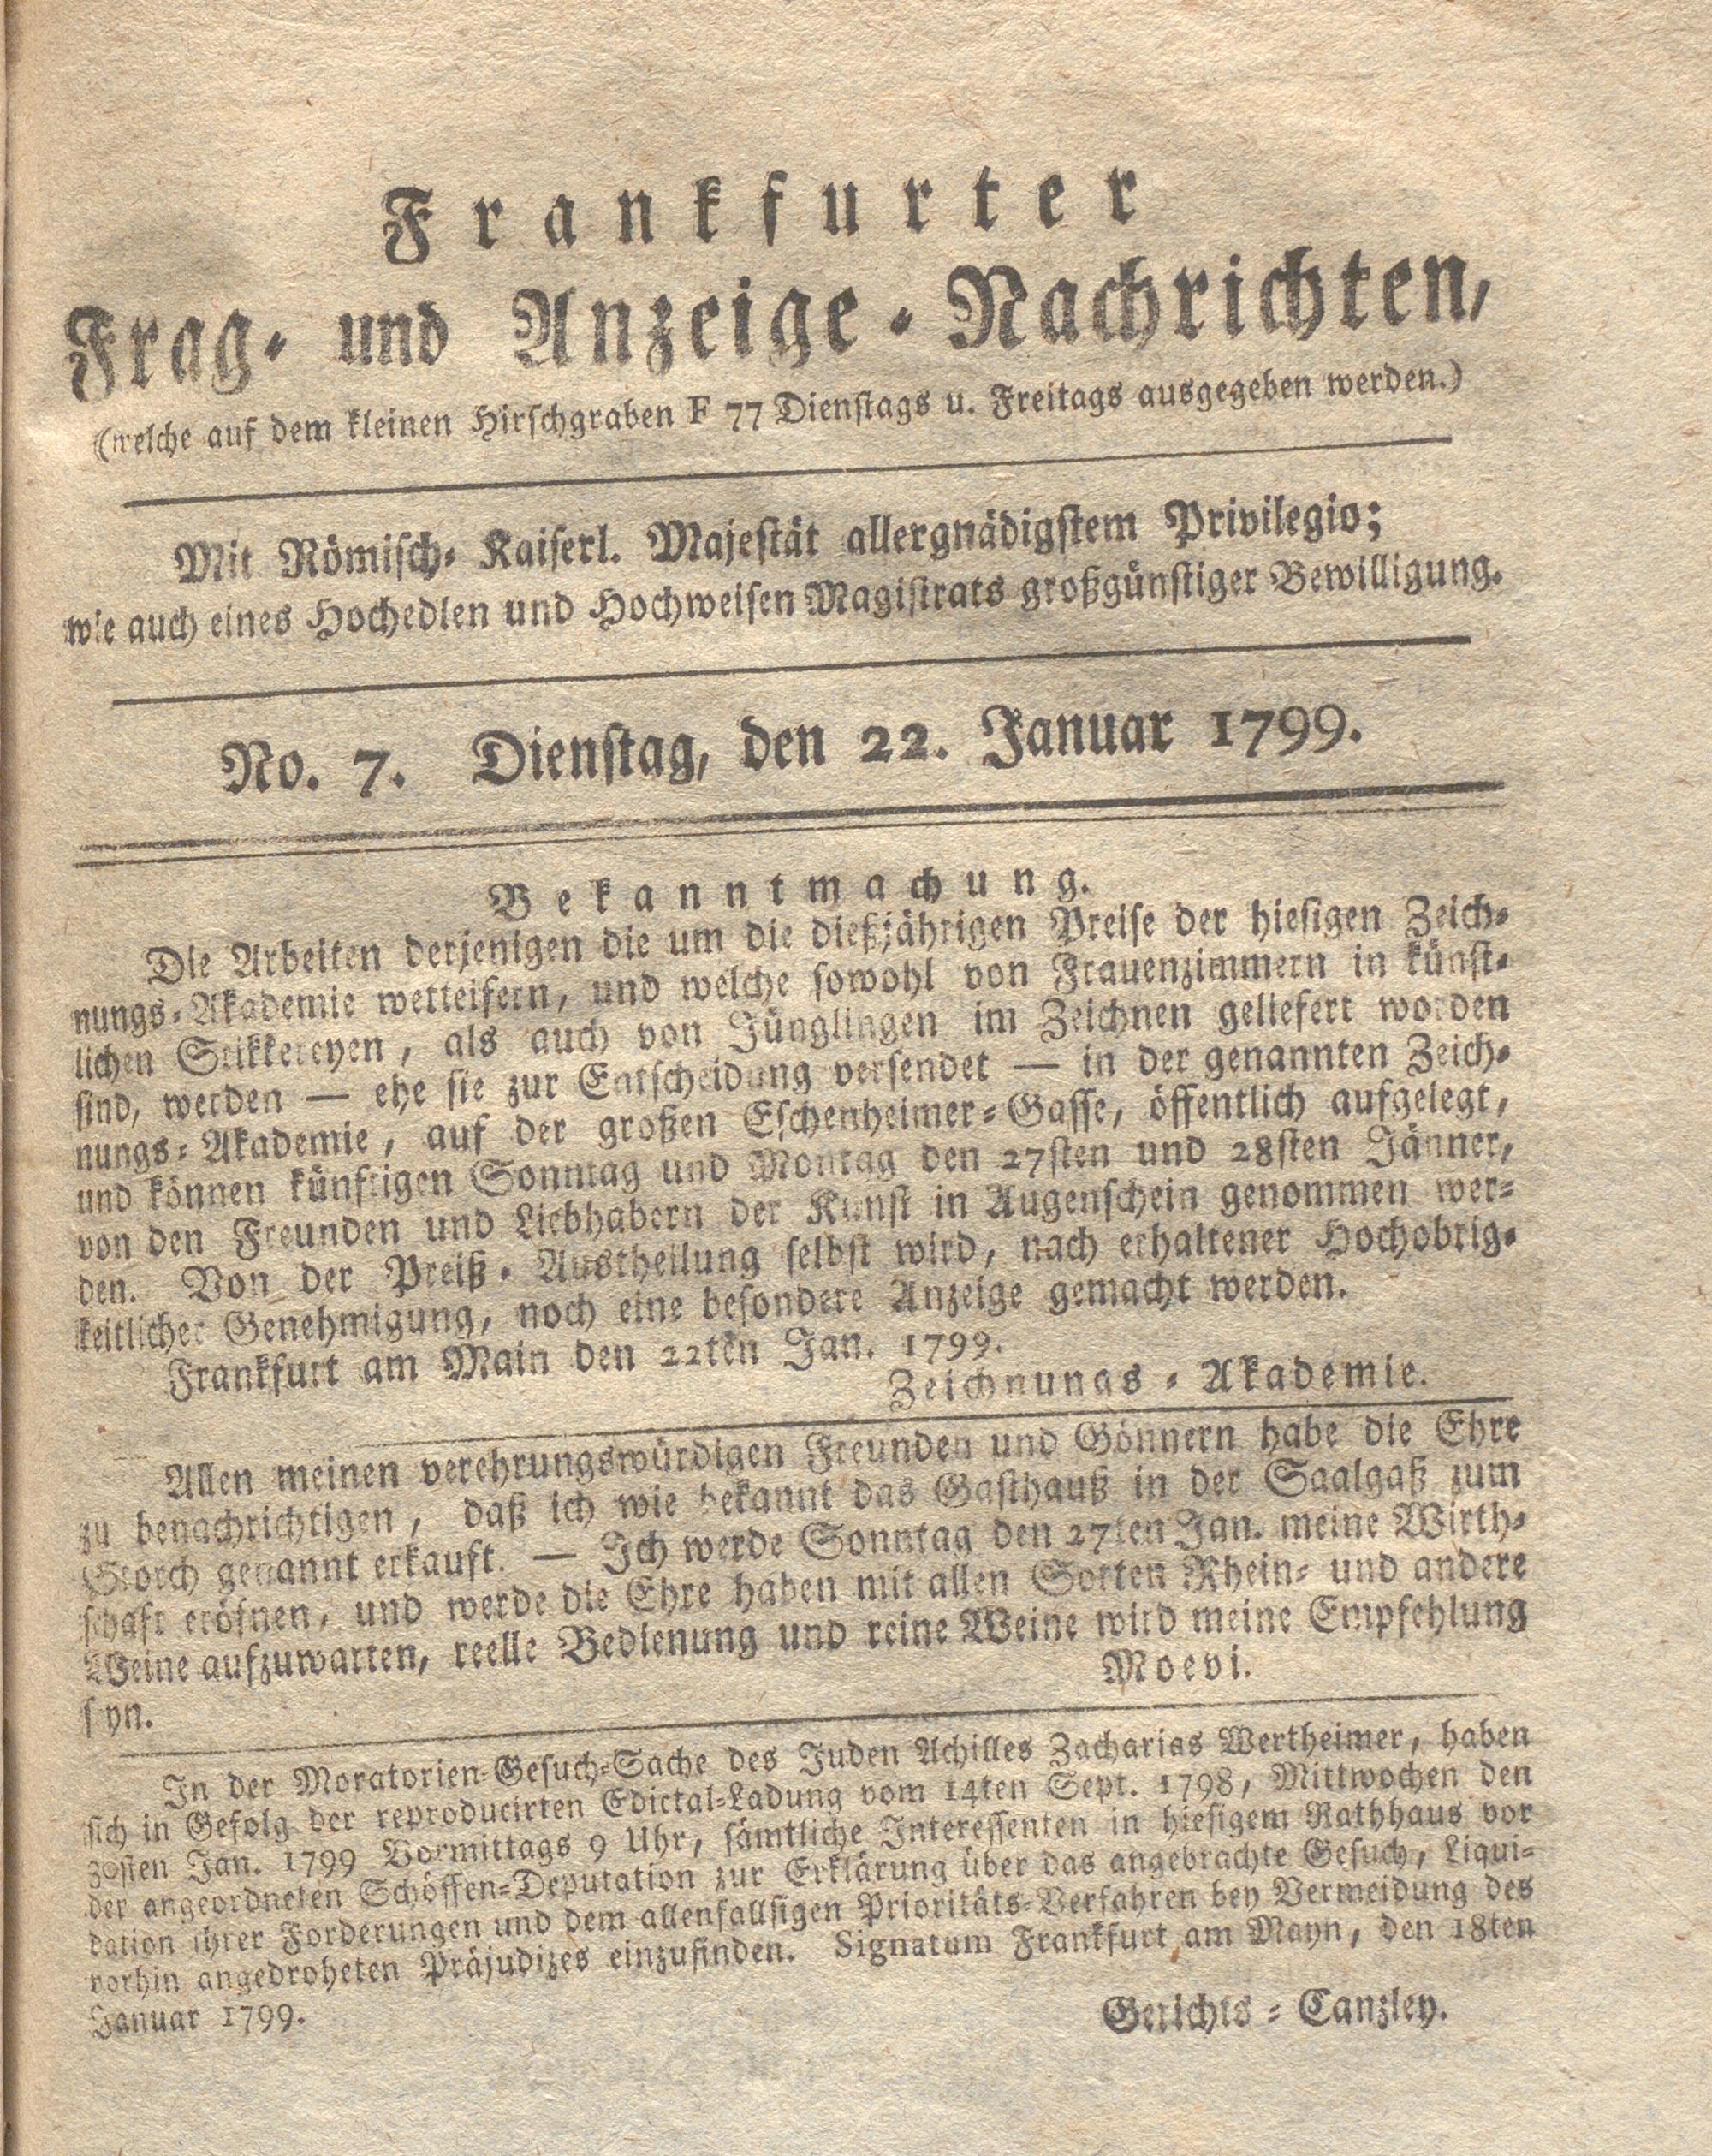 Frankfurter
Frag- und Anzeige-Nachrichten,
(welche auf dem kleinen Hirschgraben F 77 Dienstags u. Freitags ausgegeben werden.)
Mit Römisch-Kaiserl. Majestät allergnädigstem Privilegio;
wie auch eines Hochedlen und Hochweisen Magistrats großgünstiger Bewilligung.
No. 7. Dienstag, den 22. Januar 1799.
Bekanntmachung.
Die Arbeiten derjenigen die um die dießjährigen Preise der hiesigen Zeich-
nungs-Akademie wetteifern, und welche sowohl von Frauenzimmern in künst-
lichen Stikkereyen, als auch von Jünglingen im Zeichnen geliefert worden
sind, werden — ehe sie zur Entscheidung versendet — in der genannten Zeich-
nungs-Akademie, auf der großen Eschenheimer-Gasse, öffentlich aufgelegt,
und können künftigen Sonntag und Montag den 27sten und 28sten Jänner,
von den Freunden und Liebhabern der Kunst in Augenschein genommen wer-
den. Von der Preiß-Austheilung selbst wird, nach erhaltener Hochobrig-
keitlicher Genehmigung, noch eine besondere Anzeige gemacht werden.
Frankfurt am Main den 22ten Jan. 1799.
Zeichnungs-Akademie.
Allen meinen verehrungswürdigen Freunden und Gönnern habe die Ehre
zu benachrichtigen, daß ich wie bekannt das Gasthauß in der Saalgaß zum
Storch genannt erkauft. — Ich werde Sonntag den 27ten Jan. meine Wirth-
schaft eröfnen, und werde die Ehre haben mit allen Sorten Rhein- und andere
Weine aufzuwarten, reelle Bedienung und reine Weine wird meine Empfehlung
seyn.
Moevi.
In der Moratorien-Gesuch-Sache des Juden Achilles Zacharias Wertheimer, haben
sich in Gefolg der reproducirten Edictal-Ladung vom 14ten Sept. 1798, Mittwochen den
30sten Jan. 1799 Vormittags 9 Uhr, sämtliche Interessenten in hiesigem Rathhaus vor
der angeordneten Schöffen-Deputation zur Erklärung über das angebrachte Gesuch, Liqui-
dation ihrer Forderungen und dem allenfallsigen Prioritäts-Verfahren bey Vermeidung des
vorhin angedroheten Präjudizes einzufinden. Signatum Frankfurt am Mayn, den 18ten
Januar 1799.
Gerichts-Canzley.